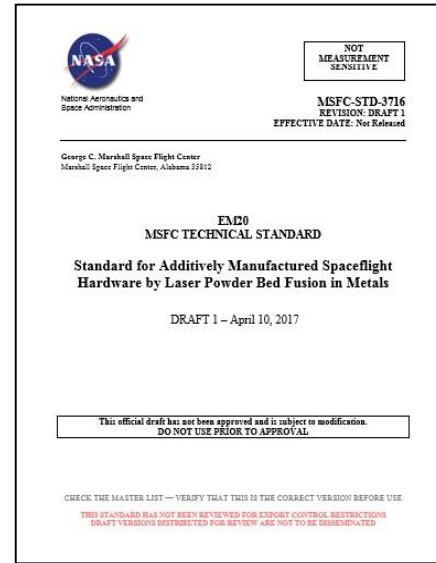 NASA
NOT
MEASUREMENT
SENSITIVE
National Aeronautics and
Space Administration
MSFC-STD-3716
REVISION: DRAFT 1
EFFECTIVE DATE: Not Released
George C. Marshall Space Flight Center
Marshall Space Flight Center, Alabama 35812
EM20
MSFC TECHNICAL STANDARD
Standard for Additively Manufactured Spaceflight
Hardware by Laser Powder Bed Fusion in Metals
DRAFT 1 – April 10, 2017
This official draft has not been approved and is subject to modification.
DO NOT USE PRIOR TO APPROVAL
CHECK THE MASTER LIST — VERIFY THAT THIS IS THE CORRECT VERSION BEFORE USE
THIS STANDARD HAS NOT BEEN REVIEWED FOR EXPORT CONTROL RESTRICTIONS
DRAFT VERSIONS DISTRIBUTED FOR REVIEW ARE NOT TO BE DISSEMINATED